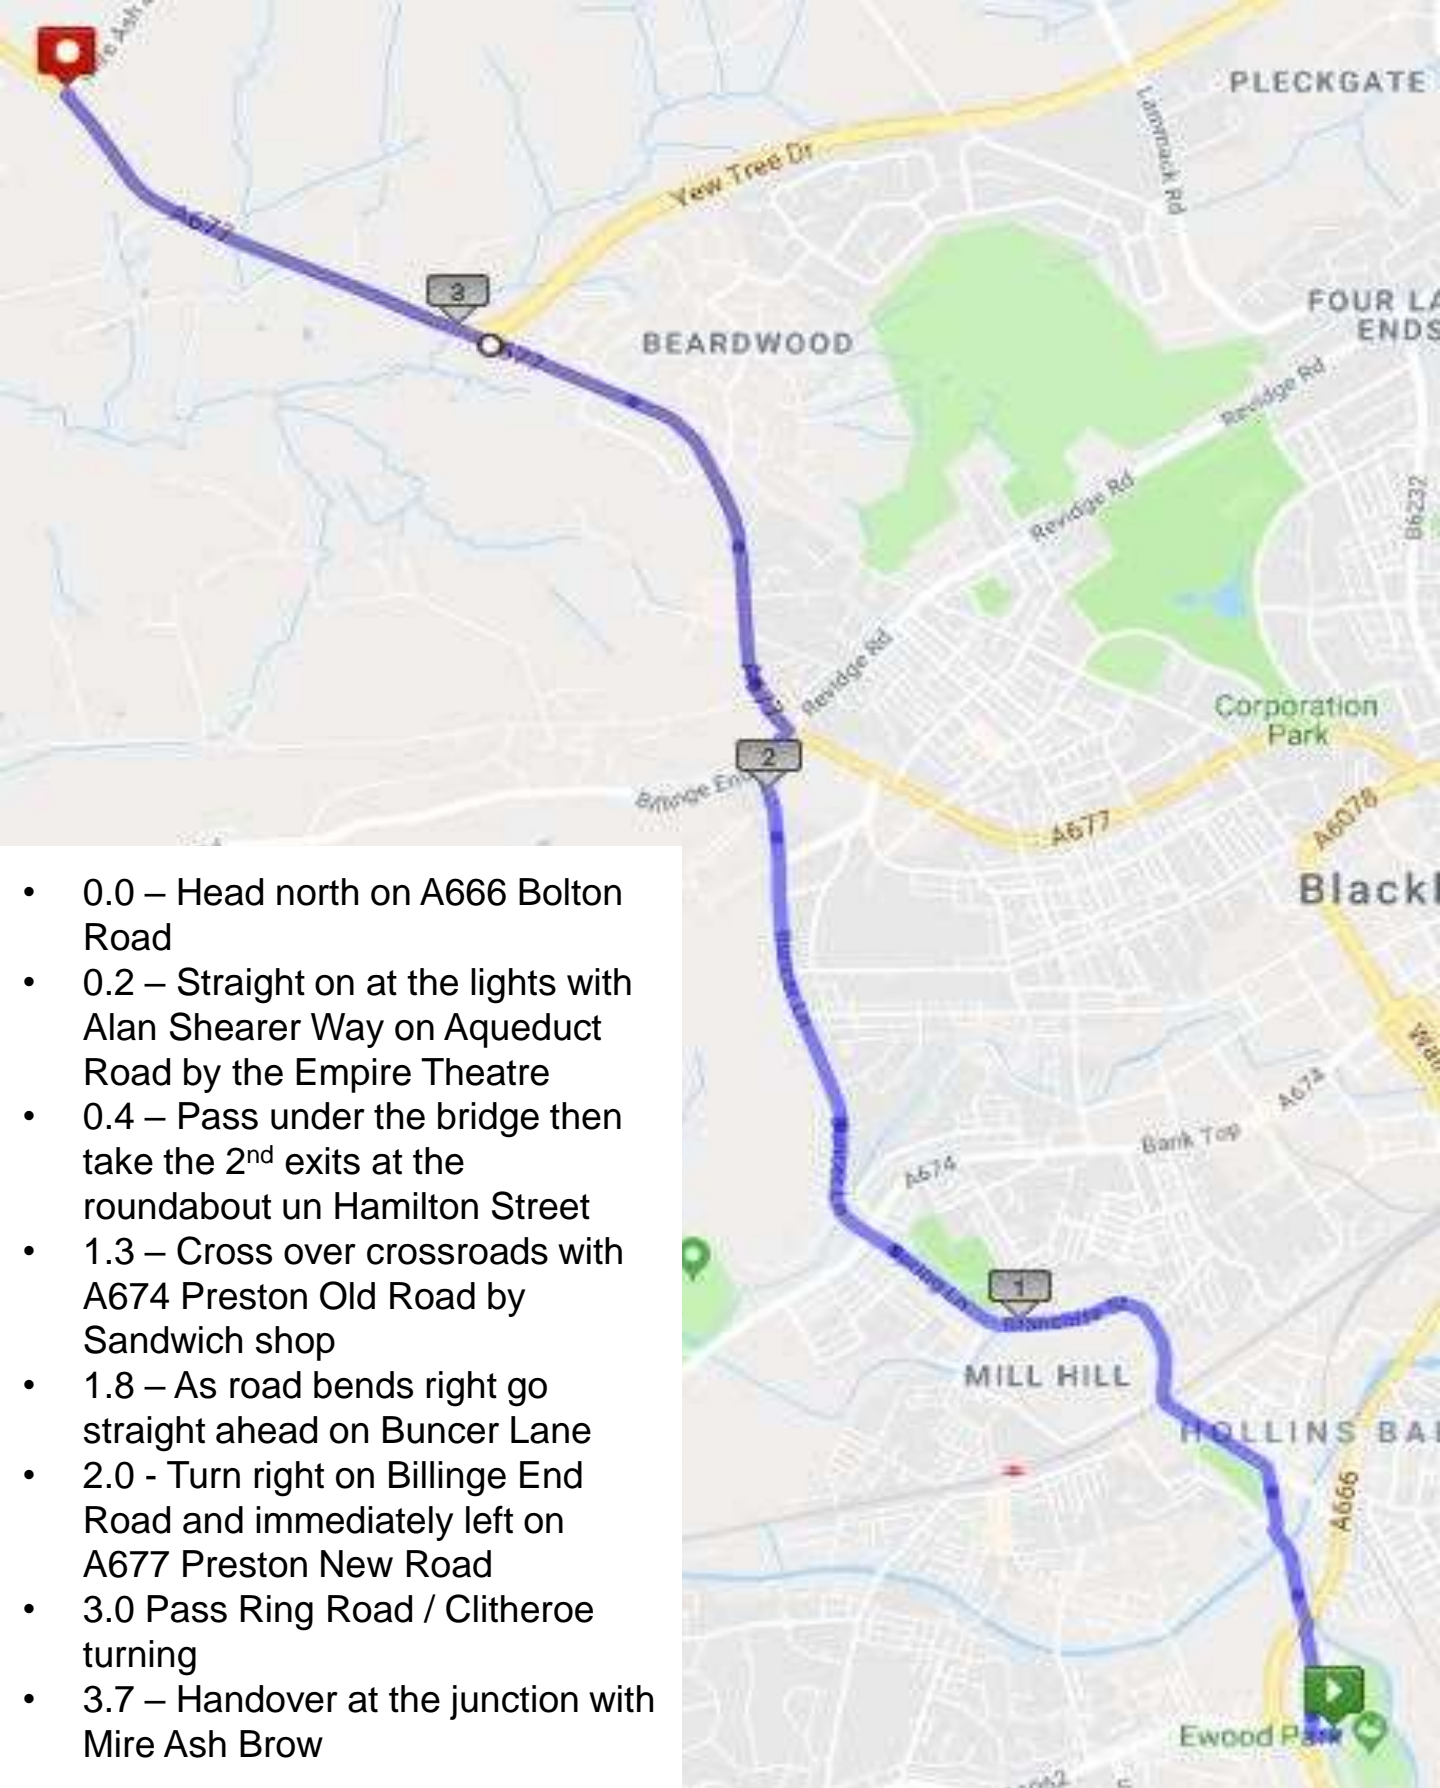 PLECKGATE
Lammack Rd
Yew Tree Dr
A677
3
BEARDWOOD
FOUR LA
ENDS
Revidge Rd
Revidge Rd
B6232
Revidge Rd
Corporation
Park
2
Billinge End
A677
A6078
Black
• 0.0 – Head north on A666 Bolton
Road
• 0.2 – Straight on at the lights with
Alan Shearer Way on Aqueduct
Road by the Empire Theatre
• 0.4 – Pass under the bridge then
take the 2nd exits at the
roundabout un Hamilton Street
• 1.3 – Cross over crossroads with
A674 Preston Old Road by
Sandwich shop
• 1.8 – As road bends right go
straight ahead on Buncer Lane
• 2.0 - Turn right on Billinge End
Road and immediately left on
A677 Preston New Road
• 3.0 Pass Ring Road / Clitheroe
turning
• 3.7 – Handover at the junction with
Mire Ash Brow
A674
Bank Top
A674
1
MILL HILL
HOLLINS BA
A666
Ewood Park